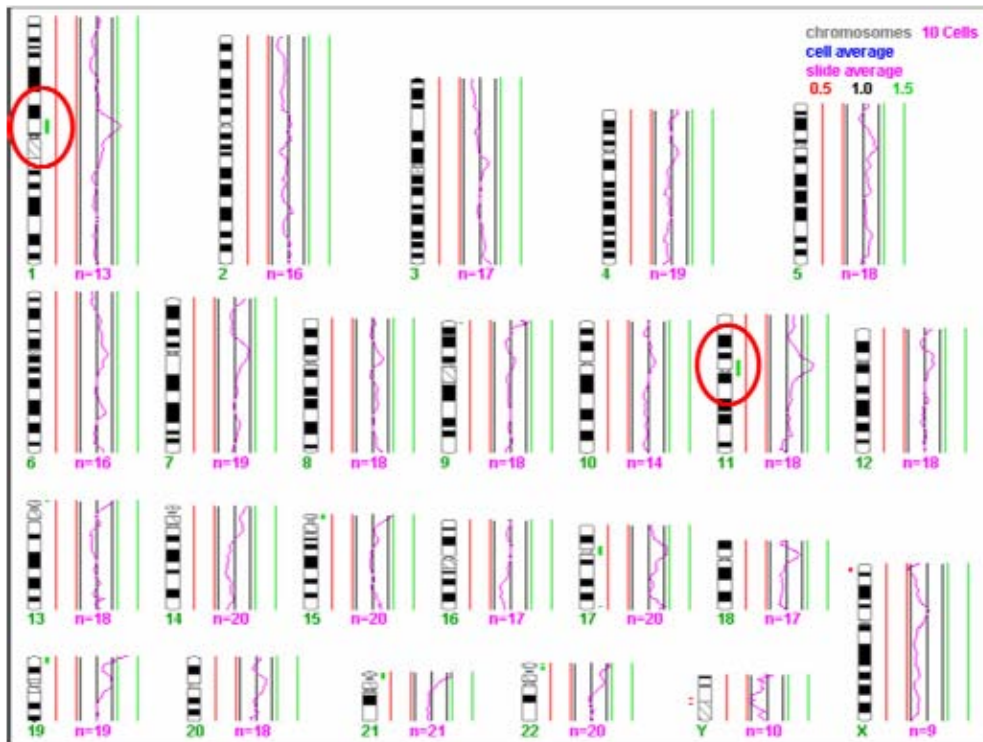 chromosomes 10 Cells
cell average
slide average
0.5 1.0 1.5
1 n=13
2 n=16
3 n=17
4 n=19
5 n=18
6 n=16
7 n=19
8 n=18
9 n=18
10 n=14
11 n=18
12 n=18
13 n=18
14 n=20
15 n=20
16 n=17
17 n=20
18 n=17
19 n=19
20 n=18
21 n=21
22 n=20
Y n=10
X n=9